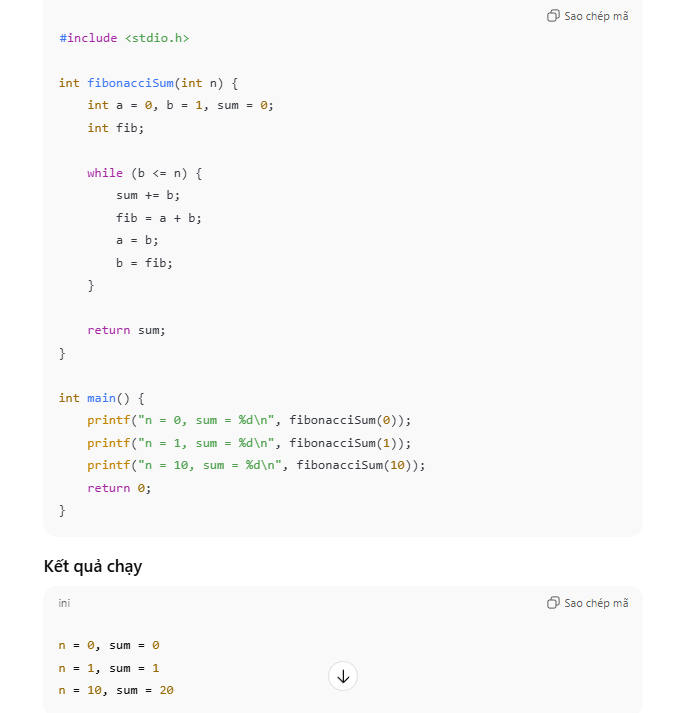 Sao chép mã
#include <stdio.h>
int fibonacciSum(int n) {
    int a = 0, b = 1, sum = 0;
    int fib;
    while (b <= n) {
        sum += b;
        fib = a + b;
        a = b;
        b = fib;
    }
    return sum;
}
int main() {
    printf("n = 0, sum = %d\n", fibonacciSum(0));
    printf("n = 1, sum = %d\n", fibonacciSum(1));
    printf("n = 10, sum = %d\n", fibonacciSum(10));
    return 0;
}
Kết quả chạy
ini
Sao chép mã
n = 0, sum = 0
n = 1, sum = 1
n = 10, sum = 20